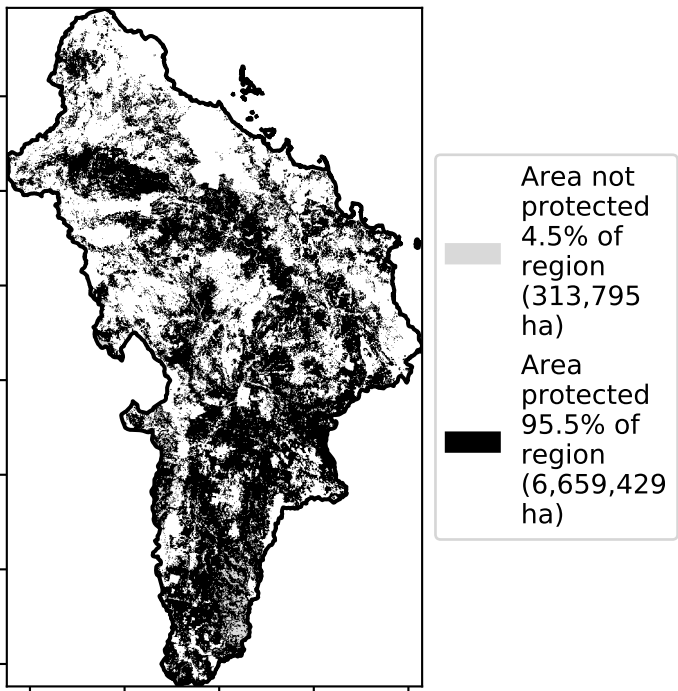 Area not
protected
4.5% of
region
(313,795
ha)
Area
protected
95.5% of
region
(6,659,429
ha)